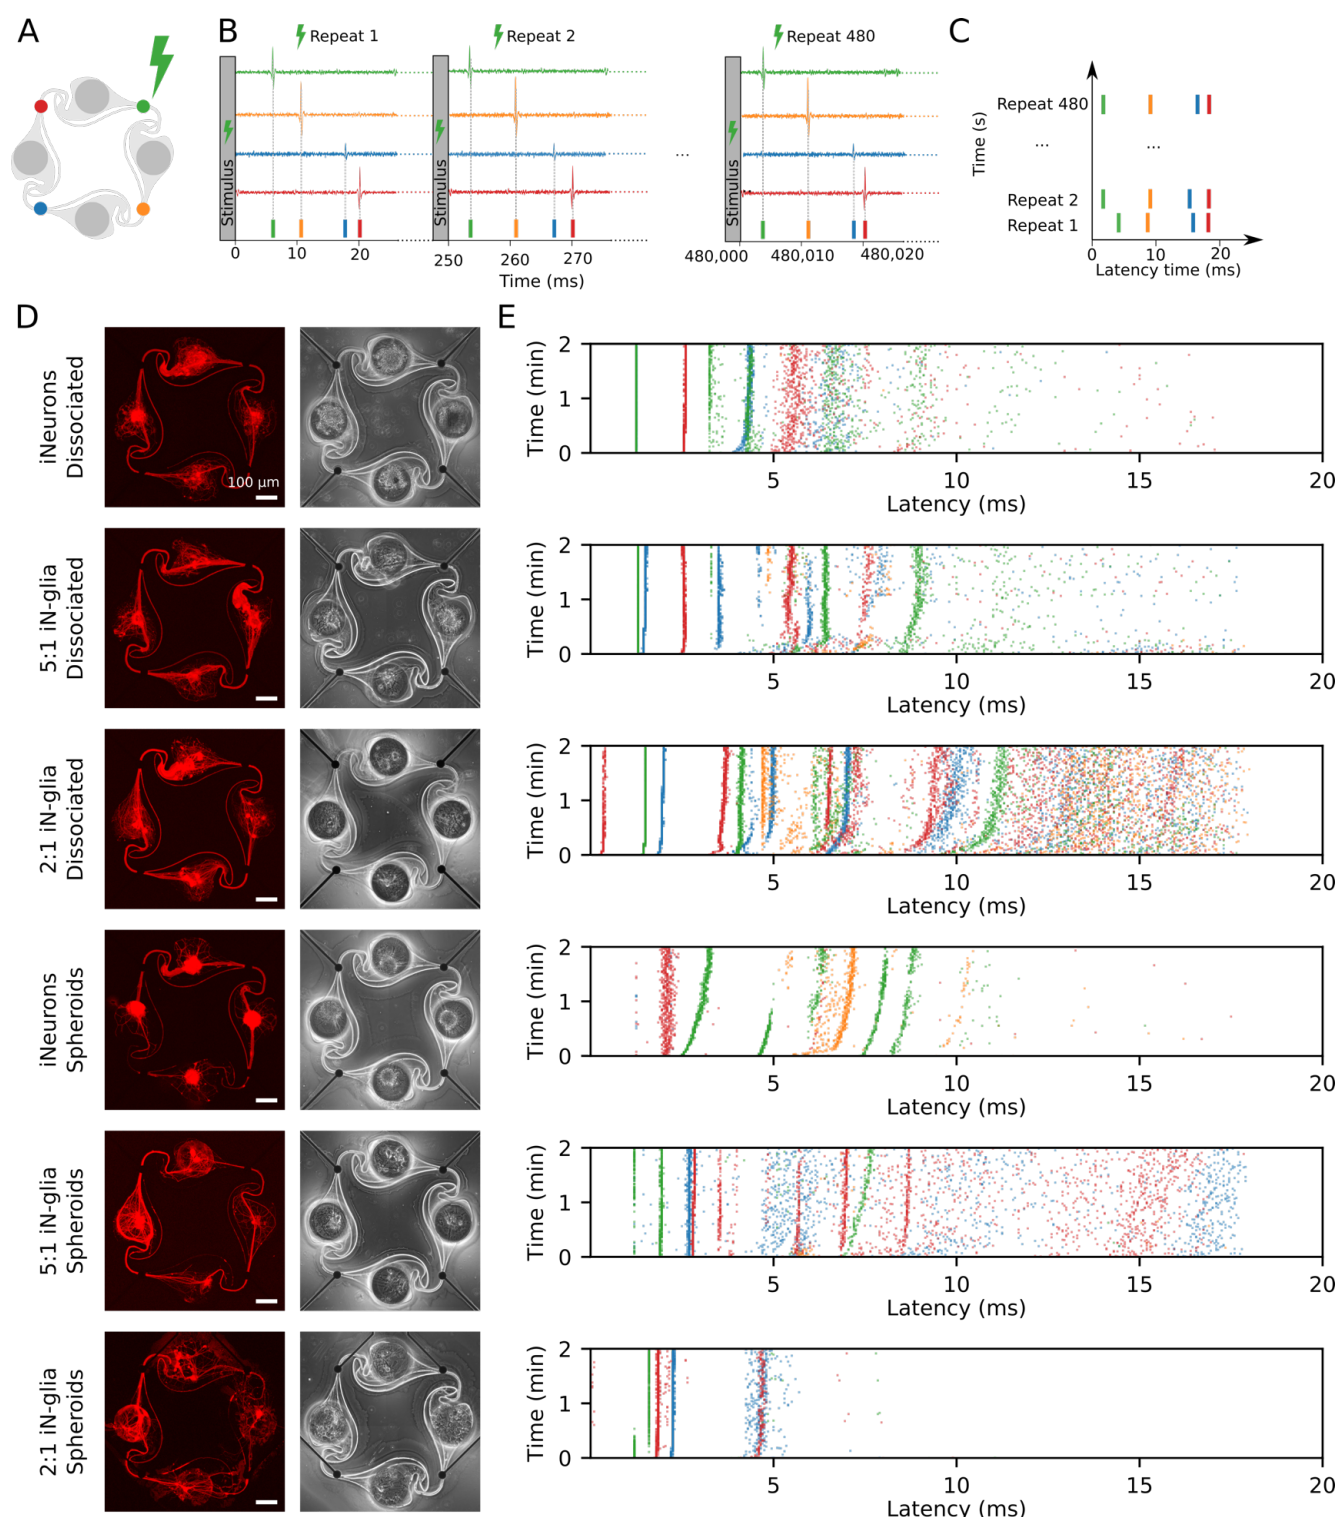 A
B
C
Repeat 1
Repeat 2
Repeat 480
Stimulus
Stimulus
Stimulus
...
0
10
20
250
260
270
480,000
480,010
480,020
Time (ms)
Time (s)
Repeat 480
...
...
Repeat 2
Repeat 1
0
10
20
Latency time (ms)
D
E
iNeurons
Dissociated
100 µm
Time (min)
2
1
0
5
10
15
20
Latency (ms)
5:1 iN-glia
Dissociated
Time (min)
2
1
0
5
10
15
20
Latency (ms)
2:1 iN-glia
Disssociated
Time (min)
2
1
0
5
10
15
20
Latency (ms)
iNeurons
Spheroids
Time (min)
2
1
0
5
10
15
20
Latency (ms)
5:1 iN-glia
Spheroids
Time (min)
2
1
0
5
10
15
20
Latency (ms)
2:1 iN-glia
Spheroids
Time (min)
2
1
0
5
10
15
20
Latency (ms)